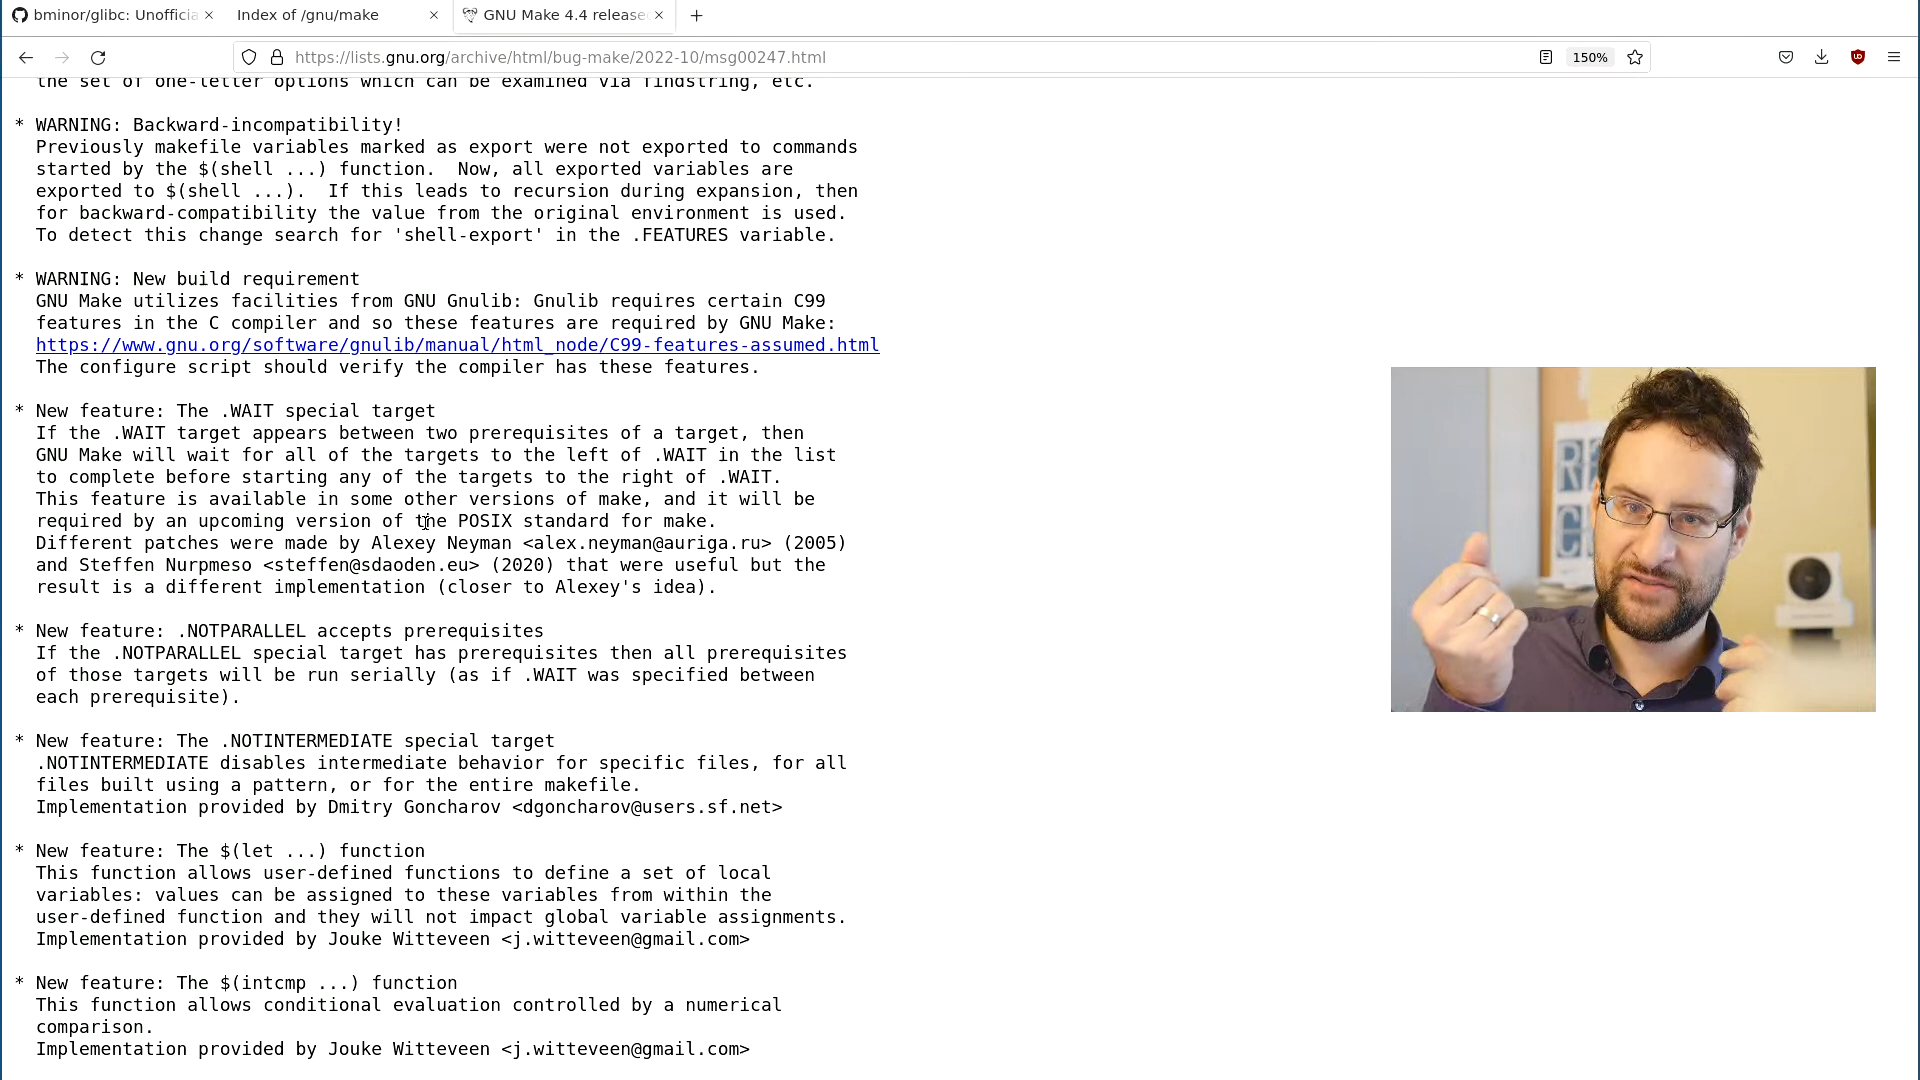 bminor/glibc: Unofficia
Index of /gnu/make
GNU Make 4.4 release
https://lists.gnu.org/archive/html/bug-make/2022-10/msg00247.html
150%
the set of one-letter options which can be examined via findstring, etc.
* WARNING: Backward-incompatibility!
Previously makefile variables marked as export were not exported to commands
started by the $(shell ...) function.  Now, all exported variables are
exported to $(shell ...).  If this leads to recursion during expansion, then
for backward-compatibility the value from the original environment is used.
To detect this change search for 'shell-export' in the .FEATURES variable.
* WARNING: New build requirement
GNU Make utilizes facilities from GNU Gnulib: Gnulib requires certain C99
features in the C compiler and so these features are required by GNU Make:
https://www.gnu.org/software/gnulib/manual/html_node/C99-features-assumed.html
The configure script should verify the compiler has these features.
* New feature: The .WAIT special target
If the .WAIT target appears between two prerequisites of a target, then
GNU Make will wait for all of the targets to the left of .WAIT in the list
to complete before starting any of the targets to the right of .WAIT.
This feature is available in some other versions of make, and it will be
required by an upcoming version of the POSIX standard for make.
Different patches were made by Alexey Neyman <alex.neyman@auriga.ru> (2005)
and Steffen Nurpmeso <steffen@sdaoden.eu> (2020) that were useful but the
result is a different implementation (closer to Alexey's idea).
* New feature: .NOTPARALLEL accepts prerequisites
If the .NOTPARALLEL special target has prerequisites then all prerequisites
of those targets will be run serially (as if .WAIT was specified between
each prerequisite).
* New feature: The .NOTINTERMEDIATE special target
.NOTINTERMEDIATE disables intermediate behavior for specific files, for all
files built using a pattern, or for the entire makefile.
Implementation provided by Dmitry Goncharov <dgoncharov@users.sf.net>
* New feature: The $(let ...) function
This function allows user-defined functions to define a set of local
variables: values can be assigned to these variables from within the
user-defined function and they will not impact global variable assignments.
Implementation provided by Jouke Witteveen <j.witteveen@gmail.com>
* New feature: The $(intcmp ...) function
This function allows conditional evaluation controlled by a numerical
comparison.
Implementation provided by Jouke Witteveen <j.witteveen@gmail.com>